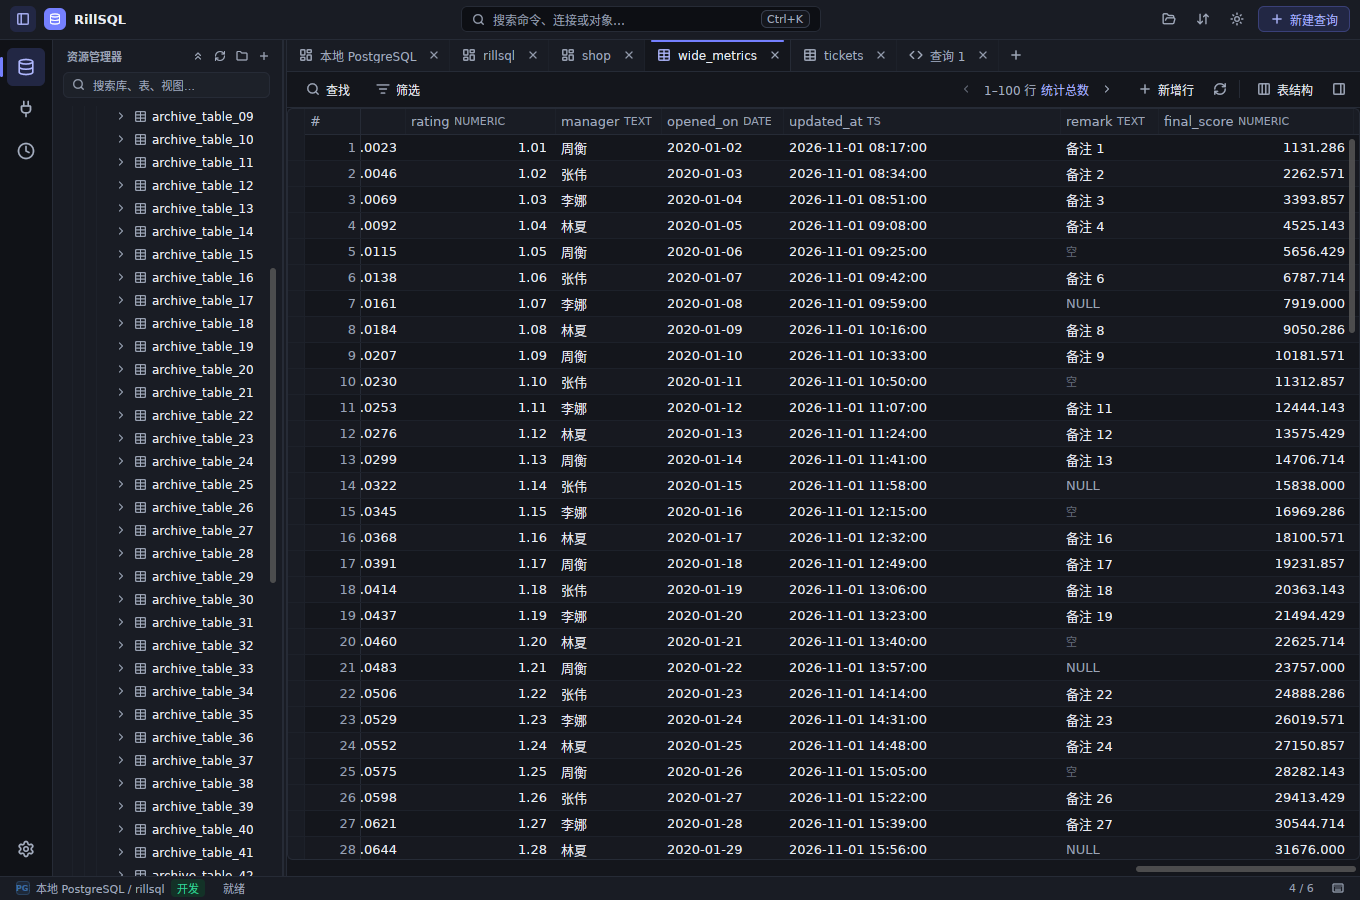 RillSQL
搜索命令、连接或对象...
Ctrl+K
新建查询
资源管理器
本地 PostgreSQL
rillsql
shop
wide_metrics
tickets
查询 1
搜索库、表、视图...
查找
筛选
1–100 行 统计总数
新增行
表结构
archive_table_09
archive_table_10
archive_table_11
archive_table_12
archive_table_13
archive_table_14
archive_table_15
archive_table_16
archive_table_17
archive_table_18
archive_table_19
archive_table_20
archive_table_21
archive_table_22
archive_table_23
archive_table_24
archive_table_25
archive_table_26
archive_table_27
archive_table_28
archive_table_29
archive_table_30
archive_table_31
archive_table_32
archive_table_33
archive_table_34
archive_table_35
archive_table_36
archive_table_37
archive_table_38
archive_table_39
archive_table_40
archive_table_41
archive_table_42
# rating NUMERIC manager TEXT opened_on DATE updated_at TS remark TEXT final_score NUMERIC
1 .0023 1.01 周衡 2020-01-02 2026-11-01 08:17:00 备注 1 1131.286
2 .0046 1.02 张伟 2020-01-03 2026-11-01 08:34:00 备注 2 2262.571
3 .0069 1.03 李娜 2020-01-04 2026-11-01 08:51:00 备注 3 3393.857
4 .0092 1.04 林夏 2020-01-05 2026-11-01 09:08:00 备注 4 4525.143
5 .0115 1.05 周衡 2020-01-06 2026-11-01 09:25:00 空 5656.429
6 .0138 1.06 张伟 2020-01-07 2026-11-01 09:42:00 备注 6 6787.714
7 .0161 1.07 李娜 2020-01-08 2026-11-01 09:59:00 NULL 7919.000
8 .0184 1.08 林夏 2020-01-09 2026-11-01 10:16:00 备注 8 9050.286
9 .0207 1.09 周衡 2020-01-10 2026-11-01 10:33:00 备注 9 10181.571
10 .0230 1.10 张伟 2020-01-11 2026-11-01 10:50:00 空 11312.857
11 .0253 1.11 李娜 2020-01-12 2026-11-01 11:07:00 备注 11 12444.143
12 .0276 1.12 林夏 2020-01-13 2026-11-01 11:24:00 备注 12 13575.429
13 .0299 1.13 周衡 2020-01-14 2026-11-01 11:41:00 备注 13 14706.714
14 .0322 1.14 张伟 2020-01-15 2026-11-01 11:58:00 NULL 15838.000
15 .0345 1.15 李娜 2020-01-16 2026-11-01 12:15:00 空 16969.286
16 .0368 1.16 林夏 2020-01-17 2026-11-01 12:32:00 备注 16 18100.571
17 .0391 1.17 周衡 2020-01-18 2026-11-01 12:49:00 备注 17 19231.857
18 .0414 1.18 张伟 2020-01-19 2026-11-01 13:06:00 备注 18 20363.143
19 .0437 1.19 李娜 2020-01-20 2026-11-01 13:23:00 备注 19 21494.429
20 .0460 1.20 林夏 2020-01-21 2026-11-01 13:40:00 空 22625.714
21 .0483 1.21 周衡 2020-01-22 2026-11-01 13:57:00 NULL 23757.000
22 .0506 1.22 张伟 2020-01-23 2026-11-01 14:14:00 备注 22 24888.286
23 .0529 1.23 李娜 2020-01-24 2026-11-01 14:31:00 备注 23 26019.571
24 .0552 1.24 林夏 2020-01-25 2026-11-01 14:48:00 备注 24 27150.857
25 .0575 1.25 周衡 2020-01-26 2026-11-01 15:05:00 空 28282.143
26 .0598 1.26 张伟 2020-01-27 2026-11-01 15:22:00 备注 26 29413.429
27 .0621 1.27 李娜 2020-01-28 2026-11-01 15:39:00 备注 27 30544.714
28 .0644 1.28 林夏 2020-01-29 2026-11-01 15:56:00 NULL 31676.000
PG 本地 PostgreSQL / rillsql 开发 就绪
4 / 6